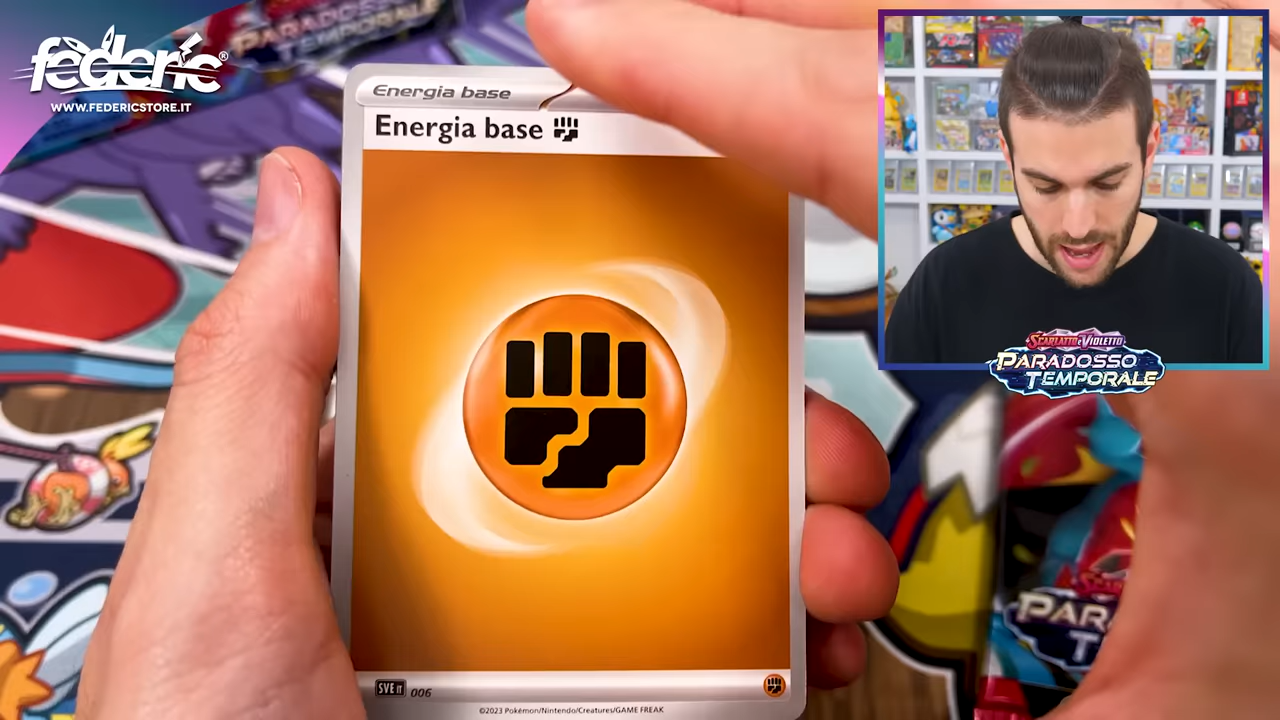 federic®
WWW.FEDERICSTORE.IT
PARADOSSO
TEMPORALE
Energia base
Energia base
SVE IT 006
©2023 Pokémon/Nintendo/Creatures/GAME FREAK
SCARLATTO e VIOLETTO
PARADOSSO
TEMPORALE